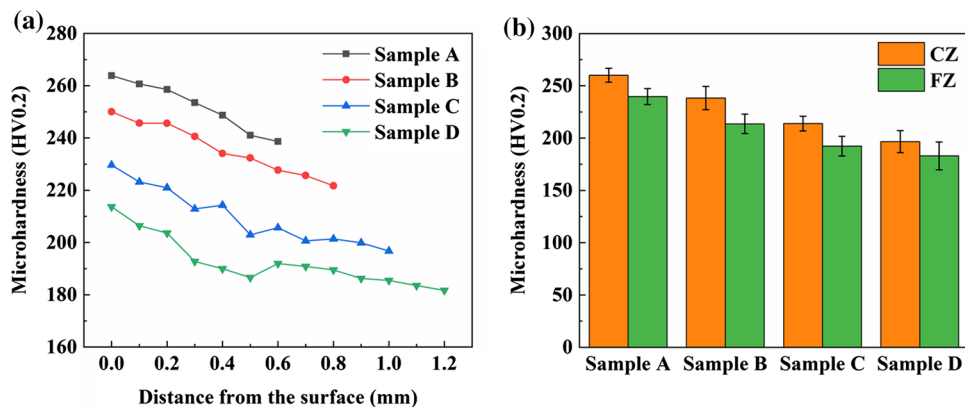 (a)
280
260
240
220
200
180
160
Microhardness (HV0.2)
0.0 0.2 0.4 0.6 0.8 1.0 1.2
Distance from the surface (mm)
Sample A
Sample B
Sample C
Sample D
(b)
300
250
200
150
100
50
0
Microhardness (HV0.2)
Sample A Sample B Sample C Sample D
CZ
FZ